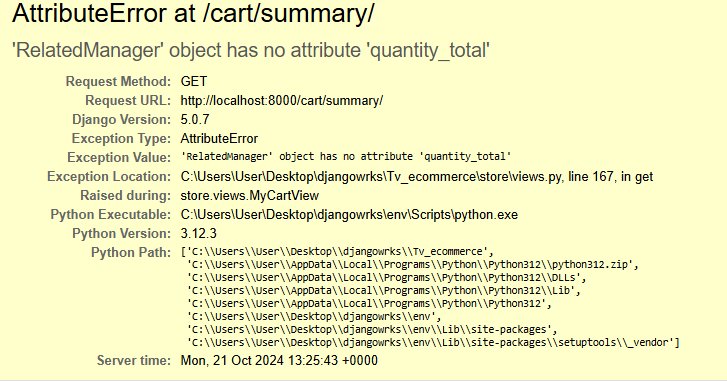 AttributeError at /cart/summary/
'RelatedManager' object has no attribute 'quantity_total'
Request Method: GET
Request URL: http://localhost:8000/cart/summary/
Django Version: 5.0.7
Exception Type: AttributeError
Exception Value: 'RelatedManager' object has no attribute 'quantity_total'
Exception Location: C:\Users\User\Desktop\djangowrks\Tv_ecommerce\store\views.py, line 167, in get
Raised during: store.views.MyCartView
Python Executable: C:\Users\User\Desktop\djangowrks\env\Scripts\python.exe
Python Version: 3.12.3
Python Path: ['C:\\Users\\User\\Desktop\\djangowrks\\Tv_ecommerce',
'C:\\Users\\User\\AppData\\Local\\Programs\\Python\\Python312\\python312.zip',
'C:\\Users\\User\\AppData\\Local\\Programs\\Python\\Python312\\DLLs',
'C:\\Users\\User\\AppData\\Local\\Programs\\Python\\Python312\\Lib',
'C:\\Users\\User\\AppData\\Local\\Programs\\Python\\Python312',
'C:\\Users\\User\\Desktop\\djangowrks\\env',
'C:\\Users\\User\\Desktop\\djangowrks\\env\\Lib\\site-packages',
'C:\\Users\\User\\Desktop\\djangowrks\\env\\Lib\\site-packages\\setuptools\\_vendor']
Server time: Mon, 21 Oct 2024 13:25:43 +0000